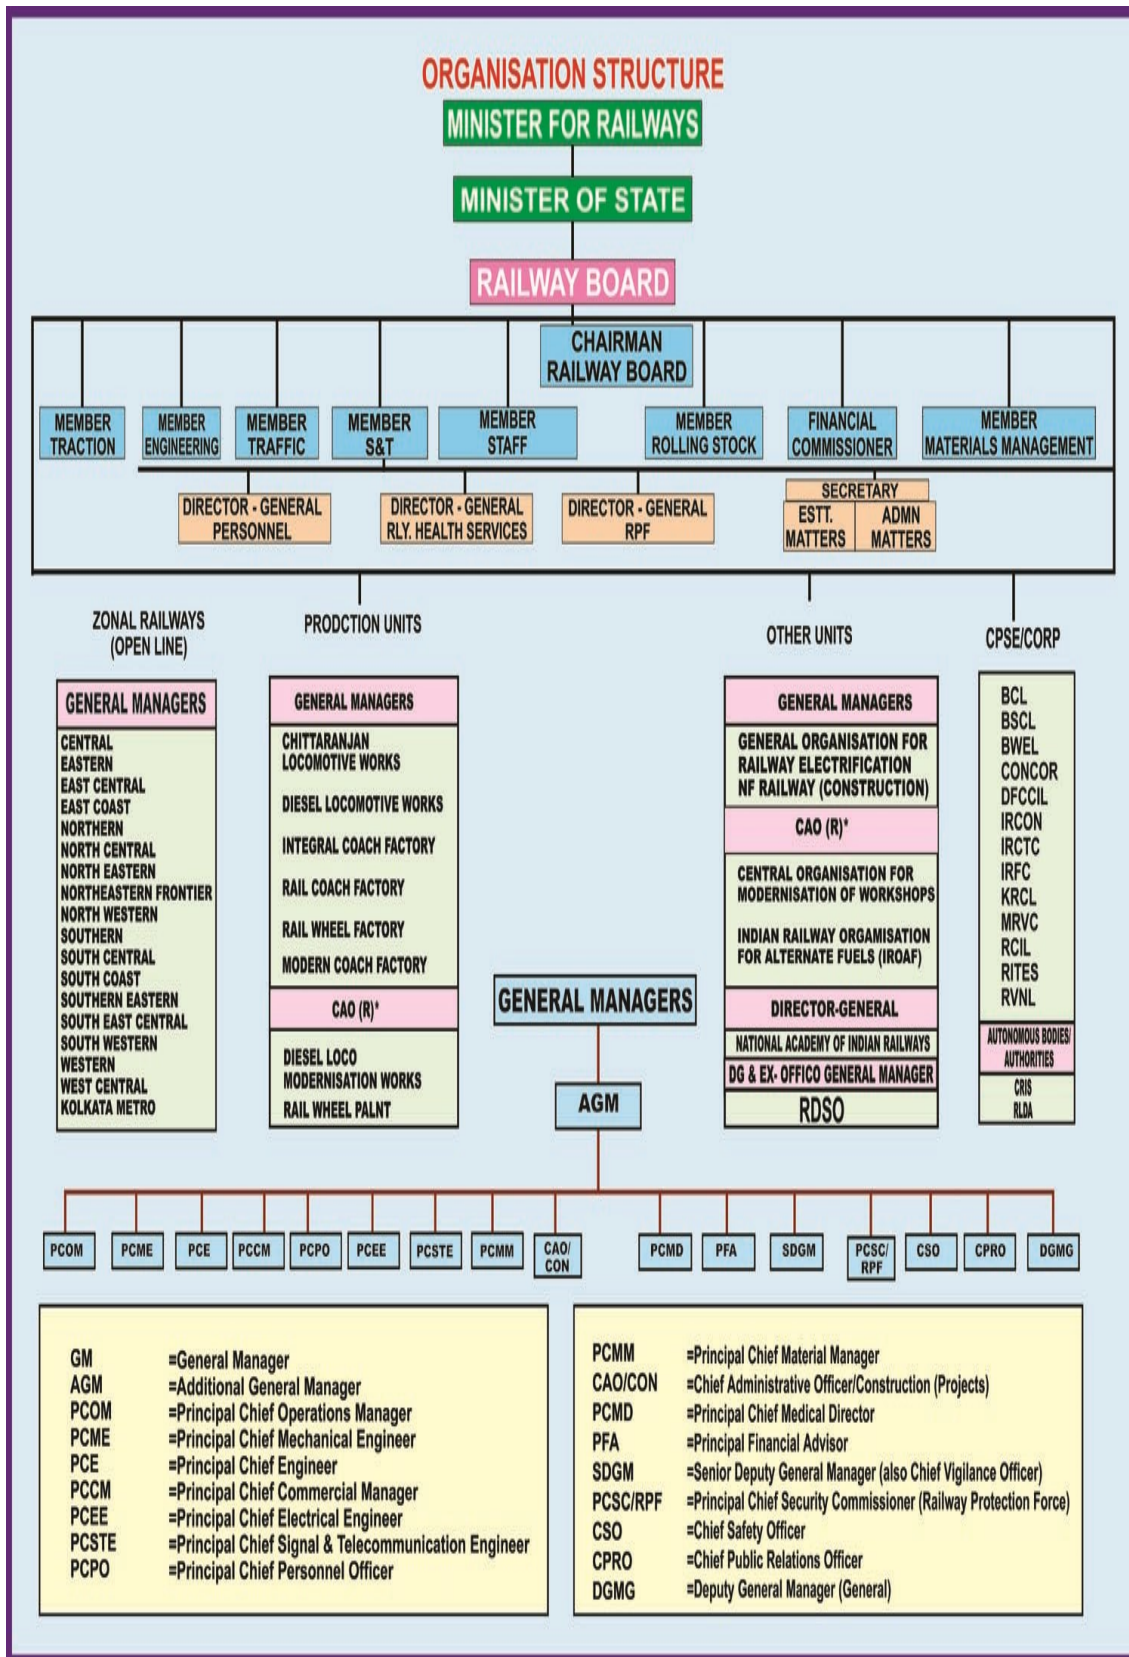 ORGANISATION STRUCTURE
MINISTER FOR RAILWAYS
MINISTER OF STATE
RAILWAY BOARD
CHAIRMAN
RAILWAY BOARD
MEMBER
TRACTION
MEMBER
ENGINEERING
MEMBER
TRAFFIC
MEMBER
S&T
MEMBER
STAFF
MEMBER
ROLLING STOCK
FINANCIAL
COMMISSIONER
MEMBER
MATERIALS MANAGEMENT
DIRECTOR - GENERAL
PERSONNEL
DIRECTOR - GENERAL
RLY. HEALTH SERVICES
DIRECTOR - GENERAL
RPF
SECRETARY
ESTT.
MATTERS
ADMN
MATTERS
ZONAL RAILWAYS
(OPEN LINE)
GENERAL MANAGERS
CENTRAL
EASTERN
EAST CENTRAL
EAST COAST
NORTHERN
NORTH CENTRAL
NORTH EASTERN
NORTHEASTERN FRONTIER
NORTH WESTERN
SOUTHERN
SOUTH CENTRAL
SOUTH COAST
SOUTHERN EASTERN
SOUTH EAST CENTRAL
SOUTH WESTERN
WESTERN
WEST CENTRAL
KOLKATA METRO
PRODCTION UNITS
GENERAL MANAGERS
CHITTARANJAN
LOCOMOTIVE WORKS
DIESEL LOCOMOTIVE WORKS
INTEGRAL COACH FACTORY
RAIL COACH FACTORY
RAIL WHEEL FACTORY
MODERN COACH FACTORY
CAO (R)*
DIESEL LOCO
MODERNISATION WORKS
RAIL WHEEL PALNT
OTHER UNITS
GENERAL MANAGERS
GENERAL ORGANISATION FOR
RAILWAY ELECTRIFICATION
NF RAILWAY (CONSTRUCTION)
CAO (R)*
CENTRAL ORGANISATION FOR
MODERNISATION OF WORKSHOPS
INDIAN RAILWAY ORGAMISATION
FOR ALTERNATE FUELS (IROAF)
DIRECTOR-GENERAL
NATIONAL ACADEMY OF INDIAN RAILWAYS
DG & EX- OFFICO GENERAL MANAGER
RDSO
CPSE/CORP
BCL
BSCL
BWEL
CONCOR
DFCCIL
IRCON
IRCTC
IRFC
KRCL
MRVC
RCIL
RITES
RVNL
AUTONOMOUS BODIES/
AUTHORITIES
CRIS
RLDA
GENERAL MANAGERS
AGM
PCOM
PCME
PCE
PCCM
PCPO
PCEE
PCSTE
PCMM
CAO/
CON
PCMD
PFA
SDGM
PCSC/
RPF
CSO
CPRO
DGMG
GM =General Manager
AGM =Additional General Manager
PCOM =Principal Chief Operations Manager
PCME =Principal Chief Mechanical Engineer
PCE =Principal Chief Engineer
PCCM =Principal Chief Commercial Manager
PCEE =Principal Chief Electrical Engineer
PCSTE =Principal Chief Signal & Telecommunication Engineer
PCPO =Principal Chief Personnel Officer
PCMM =Principal Chief Material Manager
CAO/CON =Chief Administrative Officer/Construction (Projects)
PCMD =Principal Chief Medical Director
PFA =Principal Financial Advisor
SDGM =Senior Deputy General Manager (also Chief Vigilance Officer)
PCSC/RPF =Principal Chief Security Commissioner (Railway Protection Force)
CSO =Chief Safety Officer
CPRO =Chief Public Relations Officer
DGMG =Deputy General Manager (General)